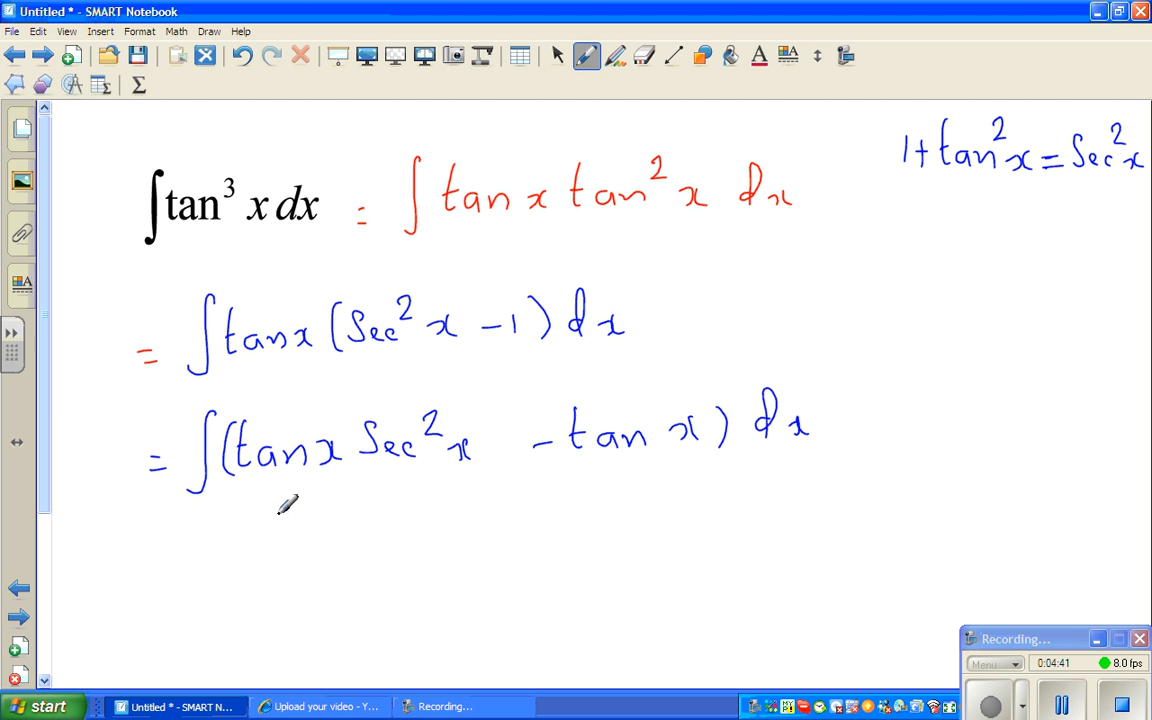 Untitled * - SMART Notebook
File Edit View Insert Format Math Draw Help
1 + tan² x = Sec² x
∫tan³ x dx = ∫ tan x tan² x dx
= ∫ tan x (Sec² x - 1) dx
= ∫ (tan x Sec² x - tan x) dx
Recording...
Menu 0:04:41 8.0 fps
start Untitled * - SMART N... Upload your video - Y... Recording...